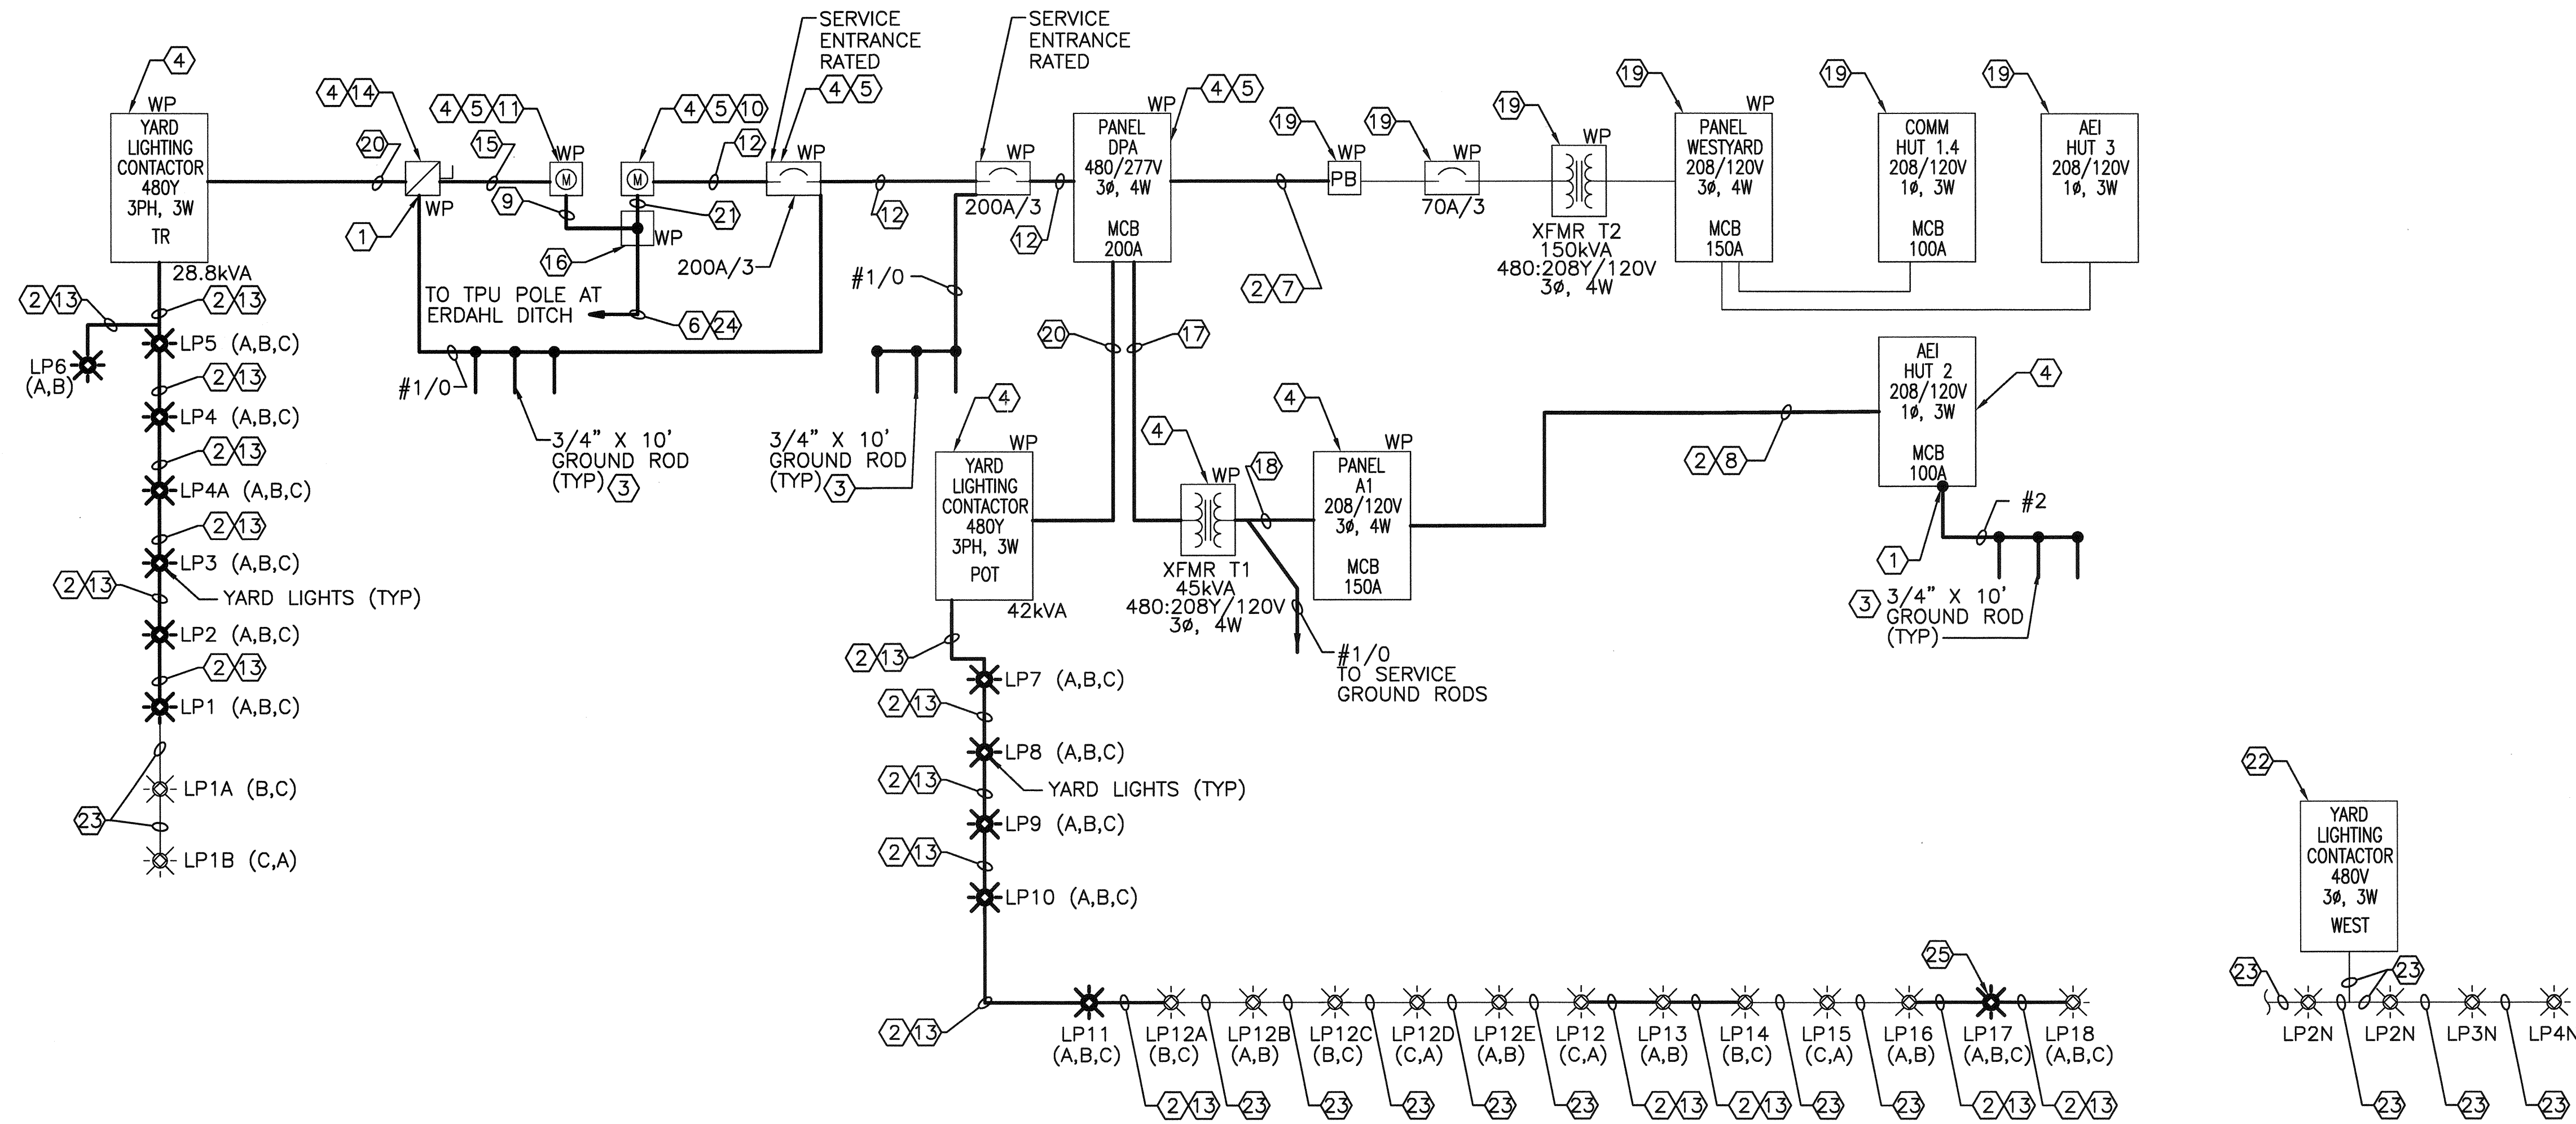 SERVICE
ENTRANCE
RATED
SERVICE
ENTRANCE
RATED
4
WP
YARD
LIGHTING
CONTACTOR
480Y
3PH, 3W
TR
28.8kVA
20
4 14
WP
WP
1
15
4 5 11
WP
M
9
4 5 10
M
21
WP
16
12
4 5
WP
200A/3
12
WP
200A/3
12
WP
PANEL
DPA
480/277V
3ø, 4W
MCB
200A
4 5
2 7
19
WP
PB
19
70A/3
19
WP
XFMR T2
150kVA
480:208Y/120V
3ø, 4W
19
WP
PANEL
WESTYARD
208/120V
3ø, 4W
MCB
150A
19
COMM
HUT 1.4
208/120V
1ø, 3W
MCB
100A
19
AEI
HUT 3
208/120V
1ø, 3W
TO TPU POLE AT
ERDAHL DITCH
6 24
#1/0
3/4" X 10'
GROUND ROD
(TYP) 3
#1/0
3/4" X 10'
GROUND ROD
(TYP) 3
2 13
2 13
LP6
(A,B)
LP5 (A,B,C)
2 13
LP4 (A,B,C)
2 13
LP4A (A,B,C)
2 13
LP3 (A,B,C)
YARD LIGHTS (TYP)
2 13
LP2 (A,B,C)
2 13
LP1 (A,B,C)
LP1A (B,C)
23
LP1B (C,A)
20
17
4
WP
YARD
LIGHTING
CONTACTOR
480Y
3PH, 3W
POT
42kVA
4
WP
XFMR T1
45kVA
480:208Y/120V
3ø, 4W
18
#1/0
TO SERVICE
GROUND RODS
4
WP
PANEL
A1
208/120V
3ø, 4W
MCB
150A
2 8
AEI
HUT 2
208/120V
1ø, 3W
MCB
100A
4
#2
1
3 3/4" X 10'
GROUND ROD
(TYP)
2 13
LP7 (A,B,C)
2 13
LP8 (A,B,C)
YARD LIGHTS (TYP)
2 13
LP9 (A,B,C)
2 13
LP10 (A,B,C)
2 13
25
LP11
(A,B,C)
LP12A
(B,C)
LP12B
(A,B)
LP12C
(B,C)
LP12D
(C,A)
LP12E
(A,B)
LP12
(C,A)
LP13
(A,B)
LP14
(B,C)
LP15
(C,A)
LP16
(A,B)
LP17
(A,B,C)
LP18
(A,B,C)
2 13
23
23
23
23
23
2 13
2 13
23
23
2 13
2 13
22
YARD
LIGHTING
CONTACTOR
480V
3ø, 3W
WEST
23
23
LP2N
LP2N
LP3N
LP4N
23
23
23